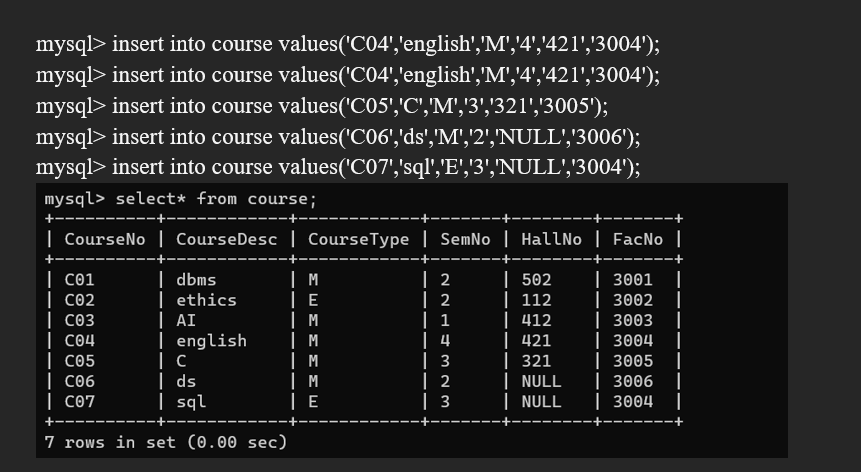 mysql> insert into course values('C04','english','M','4','421','3004');
mysql> insert into course values('C04','english','M','4','421','3004');
mysql> insert into course values('C05','C','M','3','321','3005');
mysql> insert into course values('C06','ds','M','2','NULL','3006');
mysql> insert into course values('C07','sql','E','3','NULL','3004');
mysql> select* from course;
+----------+------------+------------+-------+--------+-------+
| CourseNo | CourseDesc | CourseType | SemNo | HallNo | FacNo |
+----------+------------+------------+-------+--------+-------+
| C01 | dbms | M | 2 | 502 | 3001 |
| C02 | ethics | E | 2 | 112 | 3002 |
| C03 | AI | M | 1 | 412 | 3003 |
| C04 | english | M | 4 | 421 | 3004 |
| C05 | C | M | 3 | 321 | 3005 |
| C06 | ds | M | 2 | NULL | 3006 |
| C07 | sql | E | 3 | NULL | 3004 |
+----------+------------+------------+-------+--------+-------+
7 rows in set (0.00 sec)